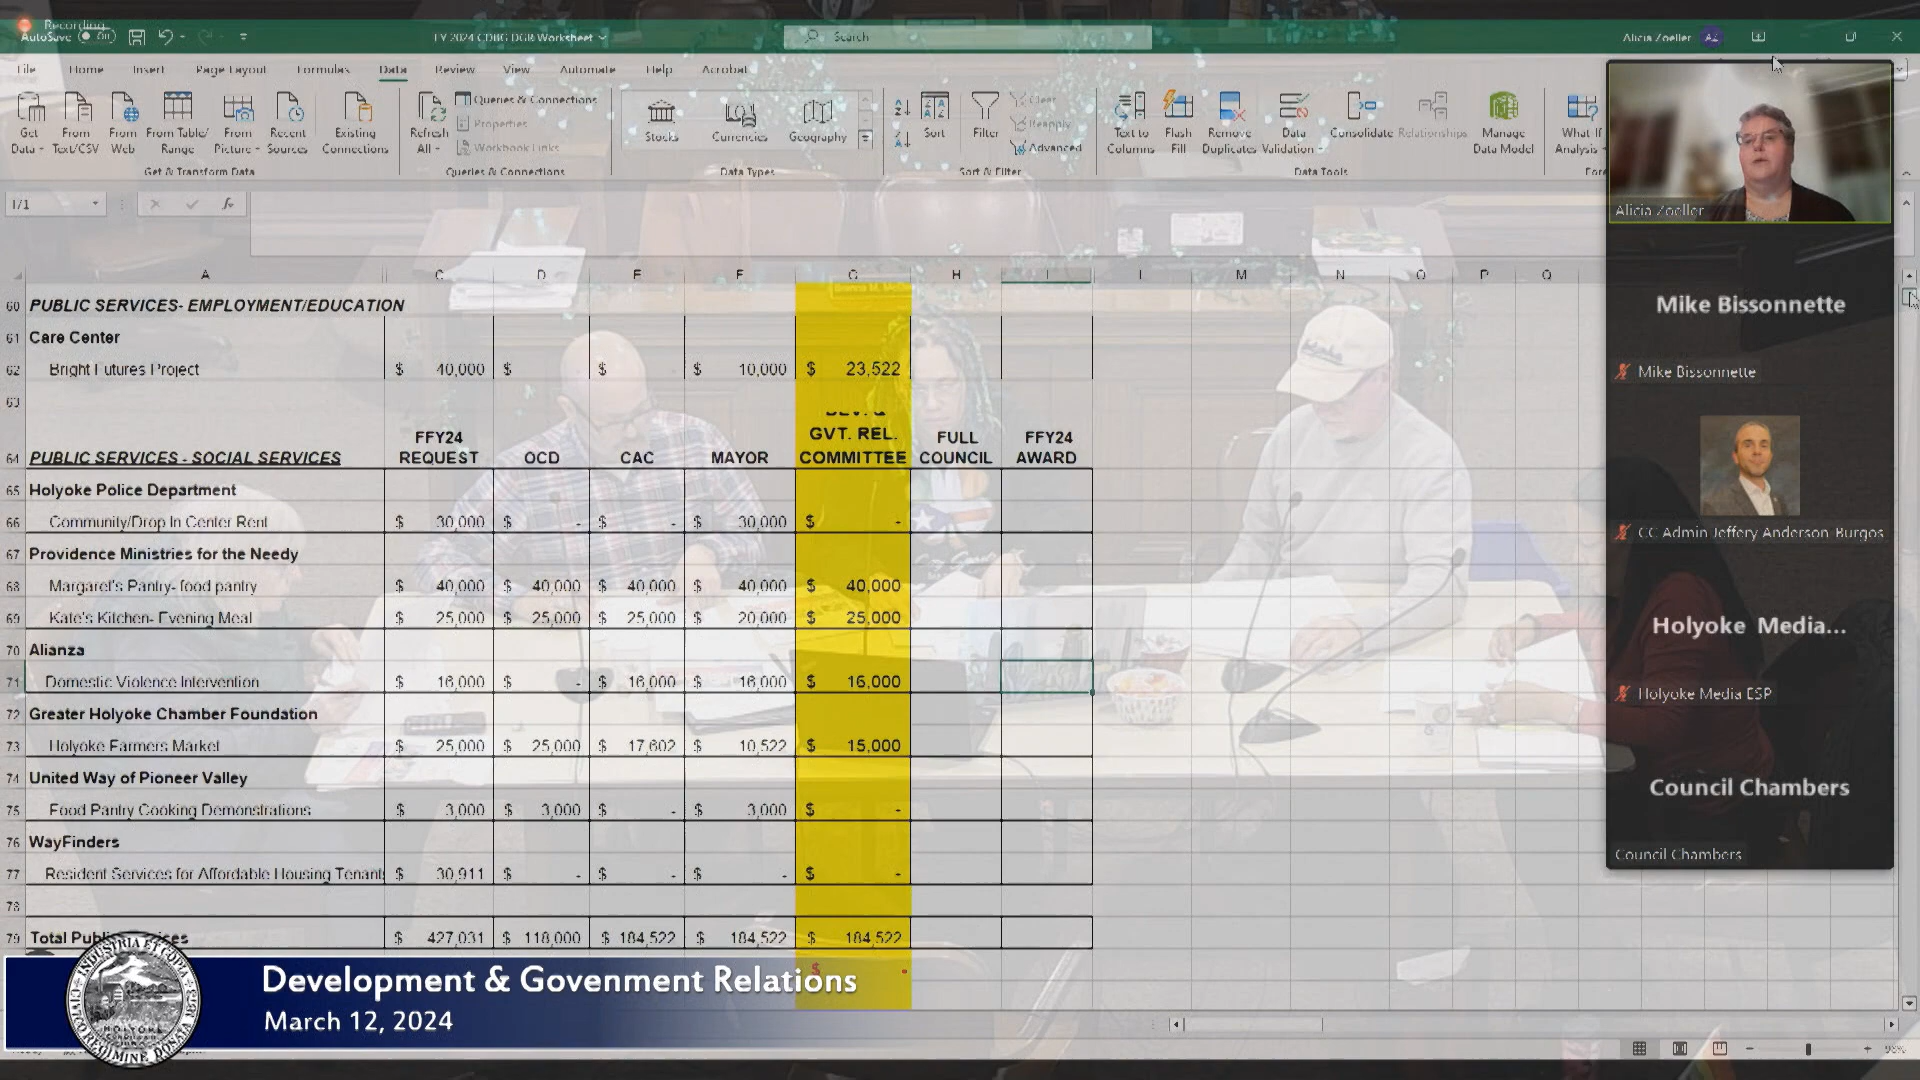 Recording
AutoSave Off FY 2024 CDBG DGR Worksheet Search Alicia Zoeller AZ
File Home Insert Page Layout Formulas Data Review View Automate Help Acrobat
Get Data From Text/CSV From Web From Table/ Range From Picture Recent Sources Existing Connections Refresh All Queries & Connections Properties Workbook Links Stocks Currencies Geography Sort Filter Clear Reapply Advanced Text to Columns Flash Fill Remove Duplicates Data Validation Consolidate Relationships Manage Data Model What-If Analysis
Get & Transform Data Queries & Connections Data Types Sort & Filter Data Tools
I71 fx
A C D E F G H I L M N O P Q
60 PUBLIC SERVICES- EMPLOYMENT/EDUCATION
61 Care Center
62 Bright Futures Project $ 40,000 $ $ $ 10,000 $ 23,522
63
64 PUBLIC SERVICES - SOCIAL SERVICES FFY24 REQUEST OCD CAC MAYOR DEV. & GVT. REL. COMMITTEE FULL COUNCIL FFY24 AWARD
65 Holyoke Police Department
66 Community/Drop In Center Rent $ 30,000 $ - $ - $ 30,000 $ -
67 Providence Ministries for the Needy
68 Margaret's Pantry- food pantry $ 40,000 $ 40,000 $ 40,000 $ 40,000 $ 40,000
69 Kate's Kitchen- Evening Meal $ 25,000 $ 25,000 $ 25,000 $ 20,000 $ 25,000
70 Alianza
71 Domestic Violence Intervention $ 16,000 $ - $ 16,000 $ 16,000 $ 16,000
72 Greater Holyoke Chamber Foundation
73 Holyoke Farmers Market $ 25,000 $ 25,000 $ 17,602 $ 10,522 $ 15,000
74 United Way of Pioneer Valley
75 Food Pantry Cooking Demonstrations $ 3,000 $ 3,000 $ - $ 3,000 $ -
76 WayFinders
77 Resident Services for Affordable Housing Tenants $ 30,911 $ - $ - $ - $ -
78
79 Total Public Services $ 427,031 $ 118,000 $ 184,522 $ 184,522 $ 184,522
$ -
Alicia Zoeller
Mike Bissonnette
Mike Bissonnette
CC Admin Jeffery Anderson-Burgos
Holyoke Media...
Holyoke Media ESP
Council Chambers
Council Chambers
Development & Govenment Relations
March 12, 2024